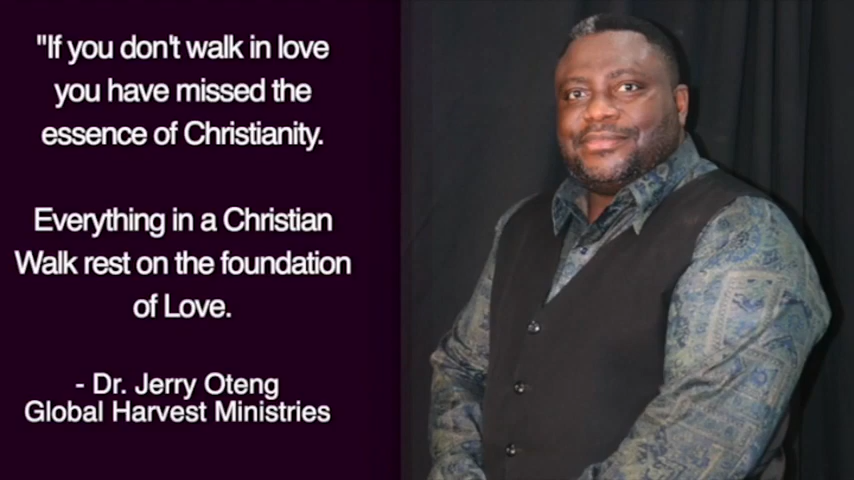 "If you don't walk in love
you have missed the
essence of Christianity.
Everything in a Christian
Walk rest on the foundation
of Love.
- Dr. Jerry Oteng
Global Harvest Ministries